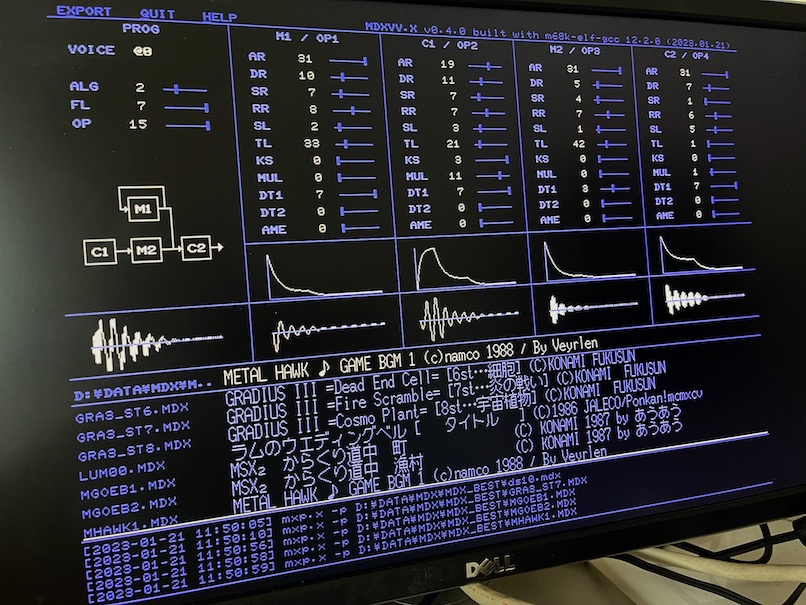 EXPORT QUIT HELP
MDXVV.X v0.4.0 built with m68k-elf-gcc 12.2.0 (2023.01.21)
PROG M1 / OP1 C1 / OP2 M2 / OP3 C2 / OP4
VOICE @0
ALG 2
FL 7
OP 15
AR 31 AR 19 AR 31 AR 31
DR 10 DR 11 DR 5 DR 7
SR 7 SR 7 SR 4 SR 1
RR 8 RR 7 RR 7 RR 6
SL 2 SL 3 SL 1 SL 5
TL 33 TL 21 TL 42 TL 1
KS 0 KS 3 KS 0 KS 0
MUL 0 MUL 11 MUL 0 MUL 1
DT1 7 DT1 7 DT1 3 DT1 7
DT2 0 DT2 0 DT2 0 DT2 0
AME 0 AME 0 AME 0 AME 0
M1
C1 M2 C2
D:¥DATA¥MDX¥M.. METAL HAWK ♪ GAME BGM 1 (c)namco 1988 / By Veyrlen
GRA3_ST6.MDX GRADIUS III =Dead End Cell= [6st…細胞] (C)KONAMI FUKUSUN
GRA3_ST7.MDX GRADIUS III =Fire Scramble= [7st…炎の戦い] (C)KONAMI FUKUSUN
GRA3_ST8.MDX GRADIUS III =Cosmo Plant= [8st…宇宙植物] (C)KONAMI FUKUSUN
LUM00.MDX ラムのウエディングベル [ タイトル ] (C)1986 JALECO/Ponkan!mcmxcv
MGOEB1.MDX MSX₂ からくり道中 町 (C) KONAMI 1987 by あうあう
MGOEB2.MDX MSX₂ からくり道中 漁村 (C) KONAMI 1987 by あうあう
MHAWK1.MDX METAL HAWK ♪ GAME BGM 1 (c)namco 1988 / By Veyrlen
[2023-01-21 11:50:05] mxp.x -p D:¥DATA¥MDX¥MDX_BEST¥ds10.mdx
[2023-01-21 11:50:10] mxp.x -p D:¥DATA¥MDX¥MDX_BEST¥GRA3_ST7.MDX
[2023-01-21 11:50:56] mxp.x -p D:¥DATA¥MDX¥MDX_BEST¥MGOEB1.MDX
[2023-01-21 11:50:58] mxp.x -p D:¥DATA¥MDX¥MDX_BEST¥MGOEB2.MDX
[2023-01-21 11:50:59] mxp.x -p D:¥DATA¥MDX¥MDX_BEST¥MHAWK1.MDX
DELL